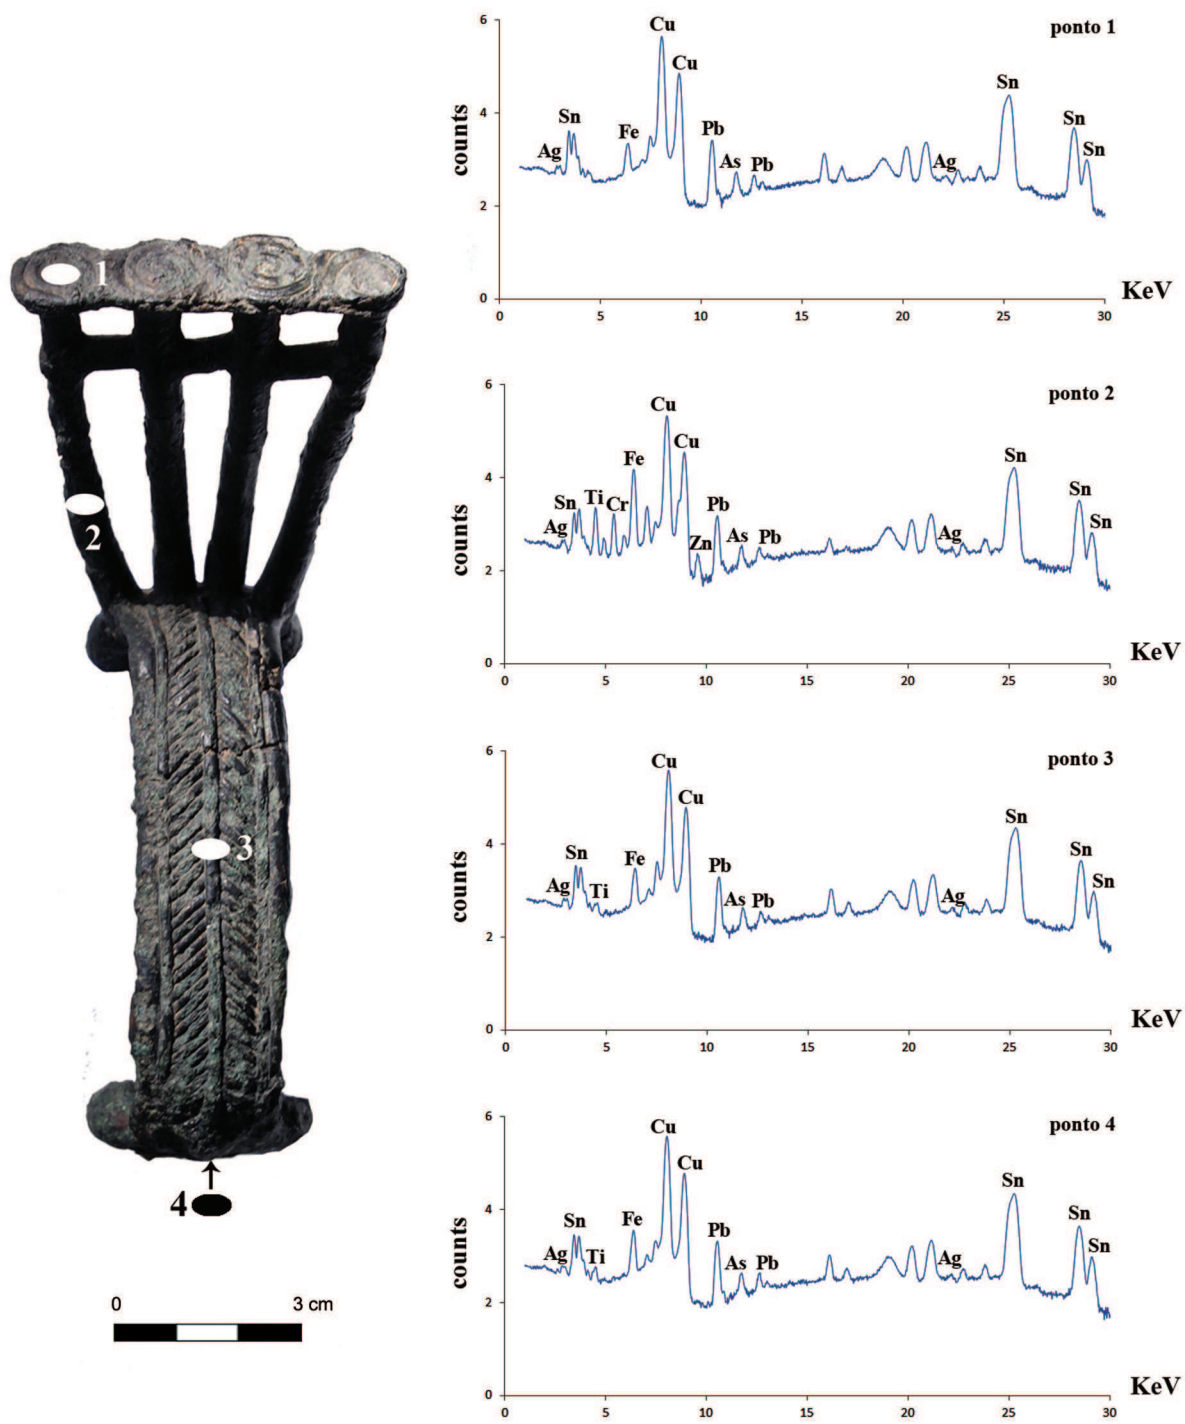 1
2
3
4
0 3 cm
ponto 1
counts
6
4
2
0
Ag Sn Fe Cu Cu Pb As Pb Ag Sn Sn Sn
0 5 10 15 20 25 30
KeV
ponto 2
counts
6
4
2
0
Ag Sn Ti Cr Fe Cu Cu Zn Pb As Pb Ag Sn Sn Sn
0 5 10 15 20 25 30
KeV
ponto 3
counts
6
4
2
0
Ag Sn Ti Fe Cu Cu Pb As Pb Ag Sn Sn Sn
0 5 10 15 20 25 30
KeV
ponto 4
counts
6
4
2
0
Ag Sn Ti Fe Cu Cu Pb As Pb Ag Sn Sn Sn
0 5 10 15 20 25 30
KeV